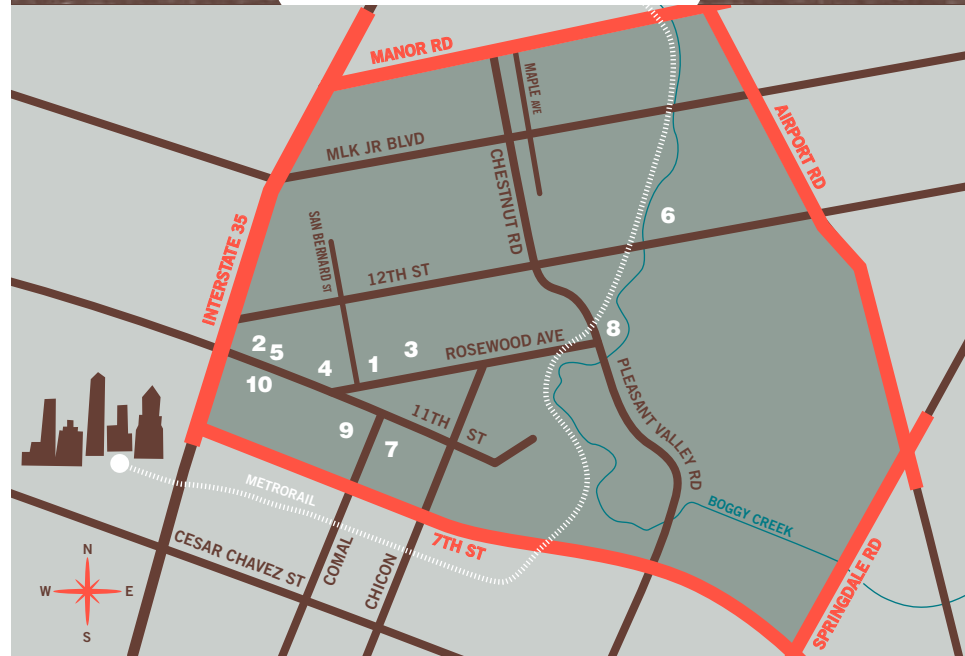 MANOR RD
MAPLE AVE
MLK JR BLVD
CHESTNUT RD
AIRPORT RD
6
SAN BERNARD ST
INTERSTATE 35
12TH ST
8
2
5
3
ROSEWOOD AVE
4
1
10
PLEASANT VALLEY RD
11TH ST
9
7
METRORAIL
BOGGY CREEK
7TH ST
CESAR CHAVEZ ST
COMAL
CHICON
SPRINGDALE RD
N
W
E
S